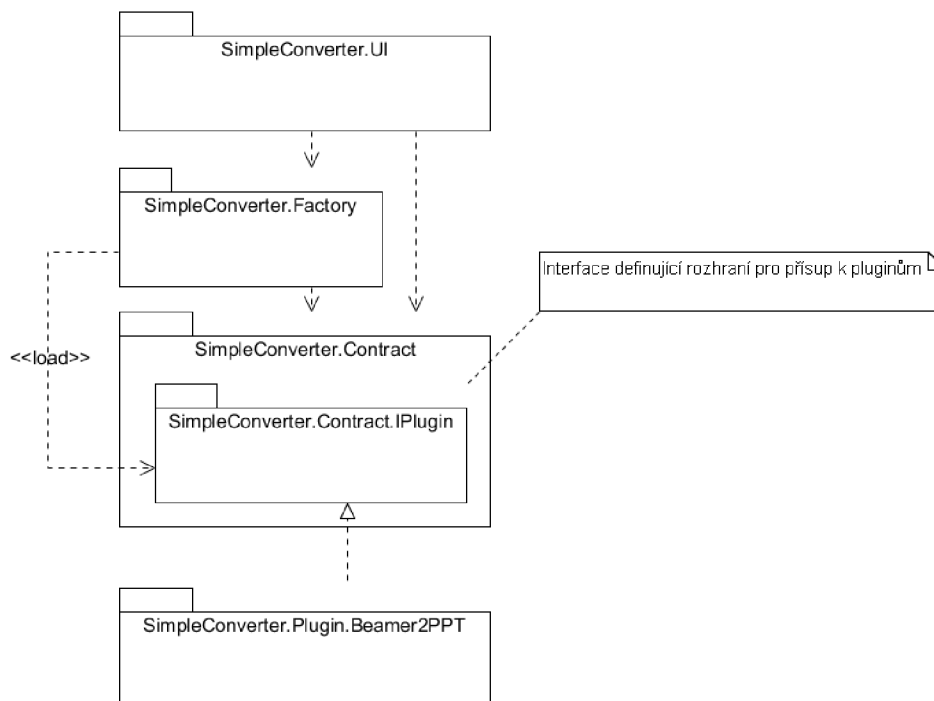 SimpleConverter.UI
SimpleConverter.Factory
Interface definující rozhraní pro přísup k pluginům
SimpleConverter.Contract
<<load>>
SimpleConverter.Contract.IPlugin
SimpleConverter.Plugin.Beamer2PPT